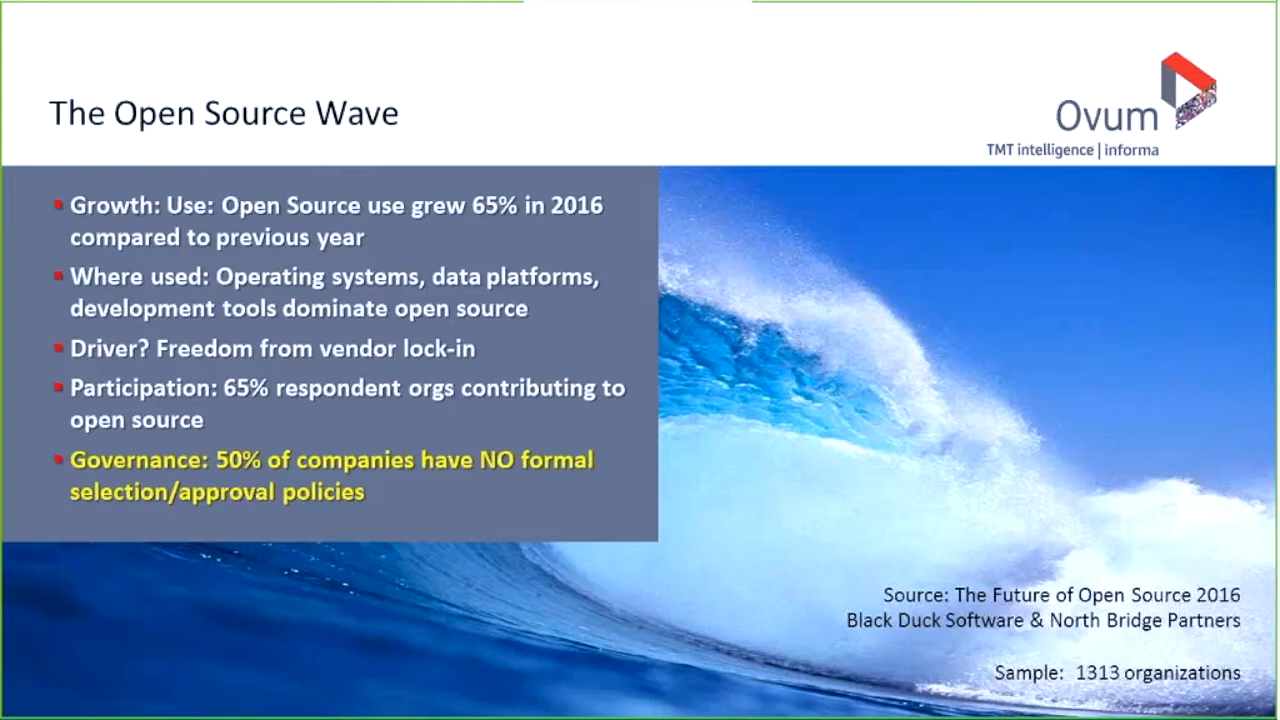 The Open Source Wave
Ovum
TMT intelligence | informa
▪ Growth: Use: Open Source use grew 65% in 2016
compared to previous year
▪ Where used: Operating systems, data platforms,
development tools dominate open source
▪ Driver? Freedom from vendor lock-in
▪ Participation: 65% respondent orgs contributing to
open source
▪ Governance: 50% of companies have NO formal
selection/approval policies
Source: The Future of Open Source 2016
Black Duck Software & North Bridge Partners
Sample: 1313 organizations